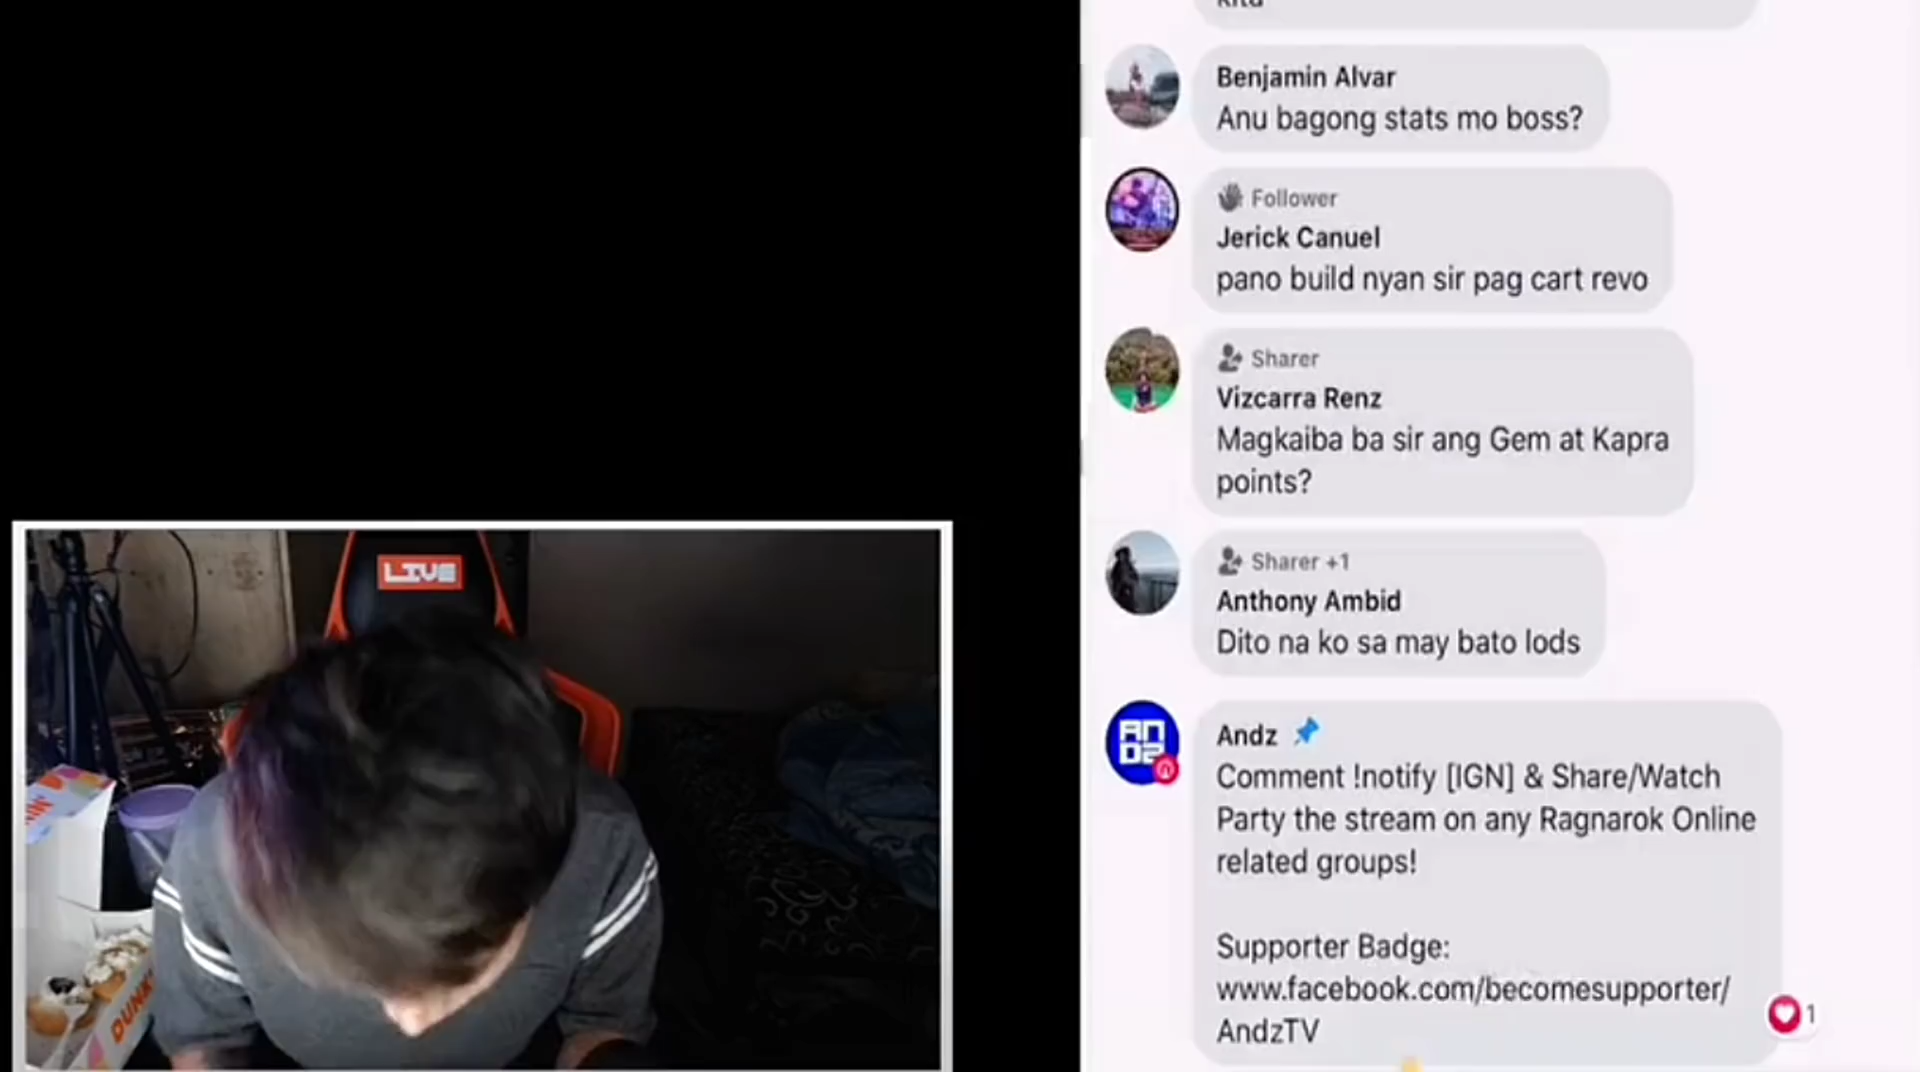 Benjamin Alvar
Anu bagong stats mo boss?
Follower
Jerick Canuel
pano build nyan sir pag cart revo
Sharer
Vizcarra Renz
Magkaiba ba sir ang Gem at Kapra
points?
Sharer +1
Anthony Ambid
Dito na ko sa may bato lods
AN
DZ
Andz
Comment !notify [IGN] & Share/Watch
Party the stream on any Ragnarok Online
related groups!
Supporter Badge:
www.facebook.com/becomesupporter/
AndzTV
1
LIVE
DUNK